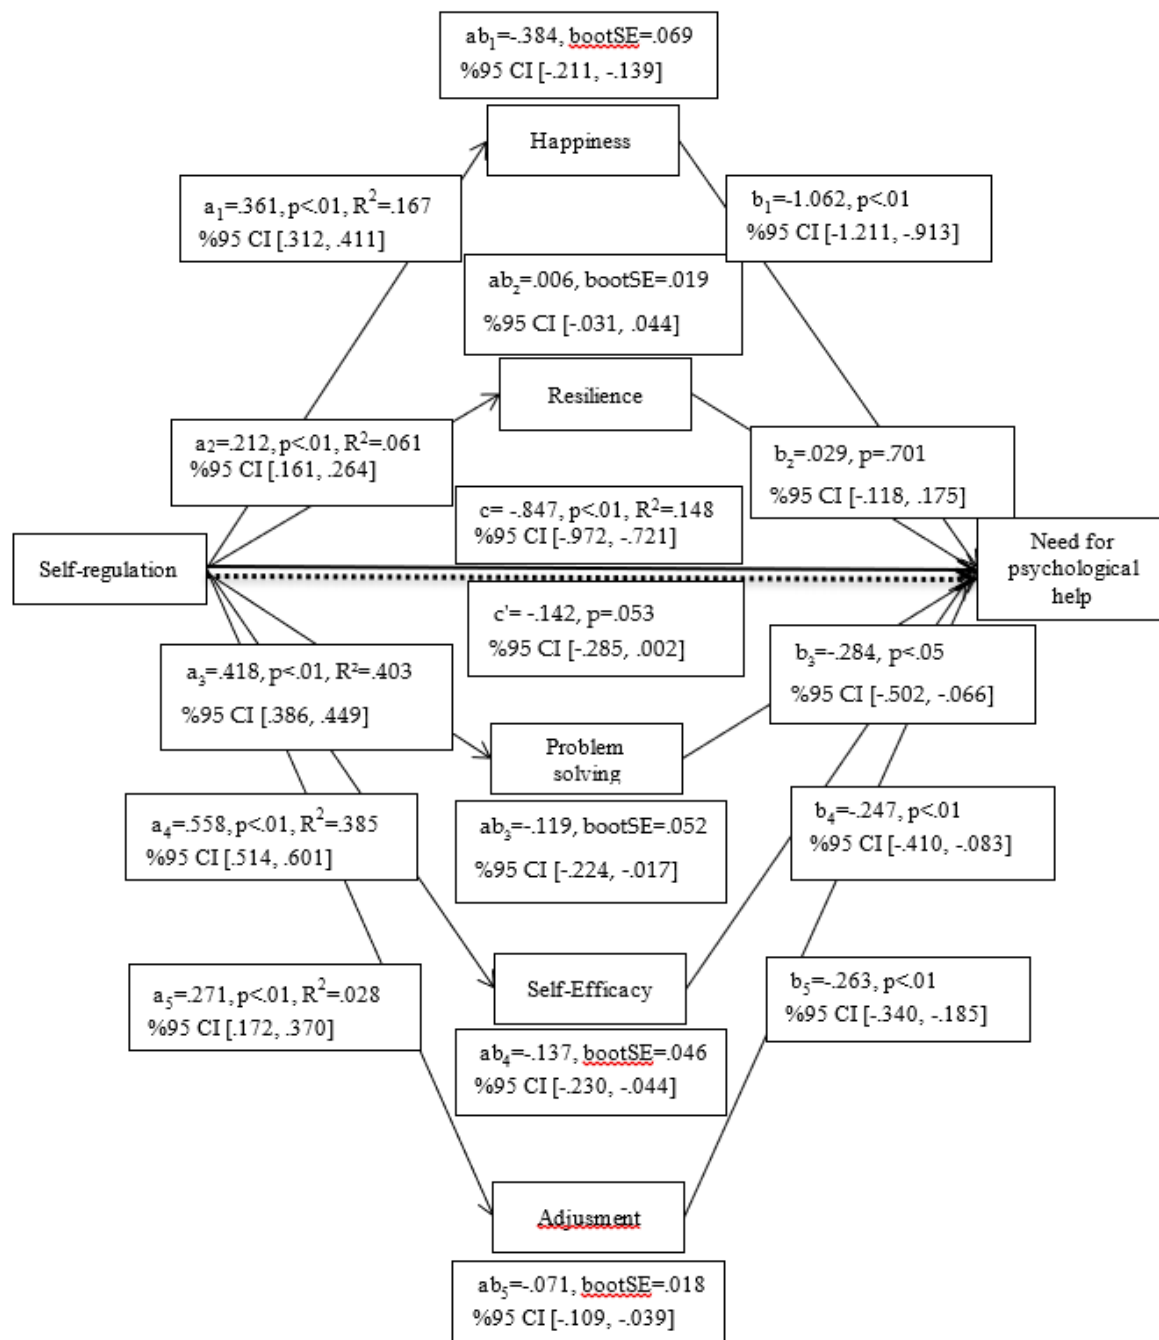 ab₁=-.384, bootSE=.069
%95 CI [-.211, -.139]
Happiness
a₁=.361, p<.01, R²=.167
%95 CI [.312, .411]
b₁=-1.062, p<.01
%95 CI [-1.211, -.913]
ab₂=.006, bootSE=.019
%95 CI [-.031, .044]
Resilience
a₂=.212, p<.01, R²=.061
%95 CI [.161, .264]
b₂=.029, p=.701
%95 CI [-.118, .175]
c= -.847, p<.01, R²=.148
%95 CI [-.972, -.721]
Self-regulation
Need for
psychological
help
c'= -.142, p=.053
%95 CI [-.285, .002]
a₃=.418, p<.01, R²=.403
%95 CI [.386, .449]
b₃=-.284, p<.05
%95 CI [-.502, -.066]
Problem
solving
ab₃=-.119, bootSE=.052
%95 CI [-.224, -.017]
a₄=.558, p<.01, R²=.385
%95 CI [.514, .601]
b₄=-.247, p<.01
%95 CI [-.410, -.083]
Self-Efficacy
ab₄=-.137, bootSE=.046
%95 CI [-.230, -.044]
a₅=.271, p<.01, R²=.028
%95 CI [.172, .370]
b₅=-.263, p<.01
%95 CI [-.340, -.185]
Adjusment
ab₅=-.071, bootSE=.018
%95 CI [-.109, -.039]